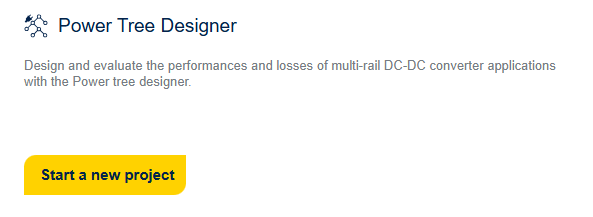 Power Tree Designer
Design and evaluate the performances and losses of multi-rail DC-DC converter applications
with the Power tree designer.
Start a new project